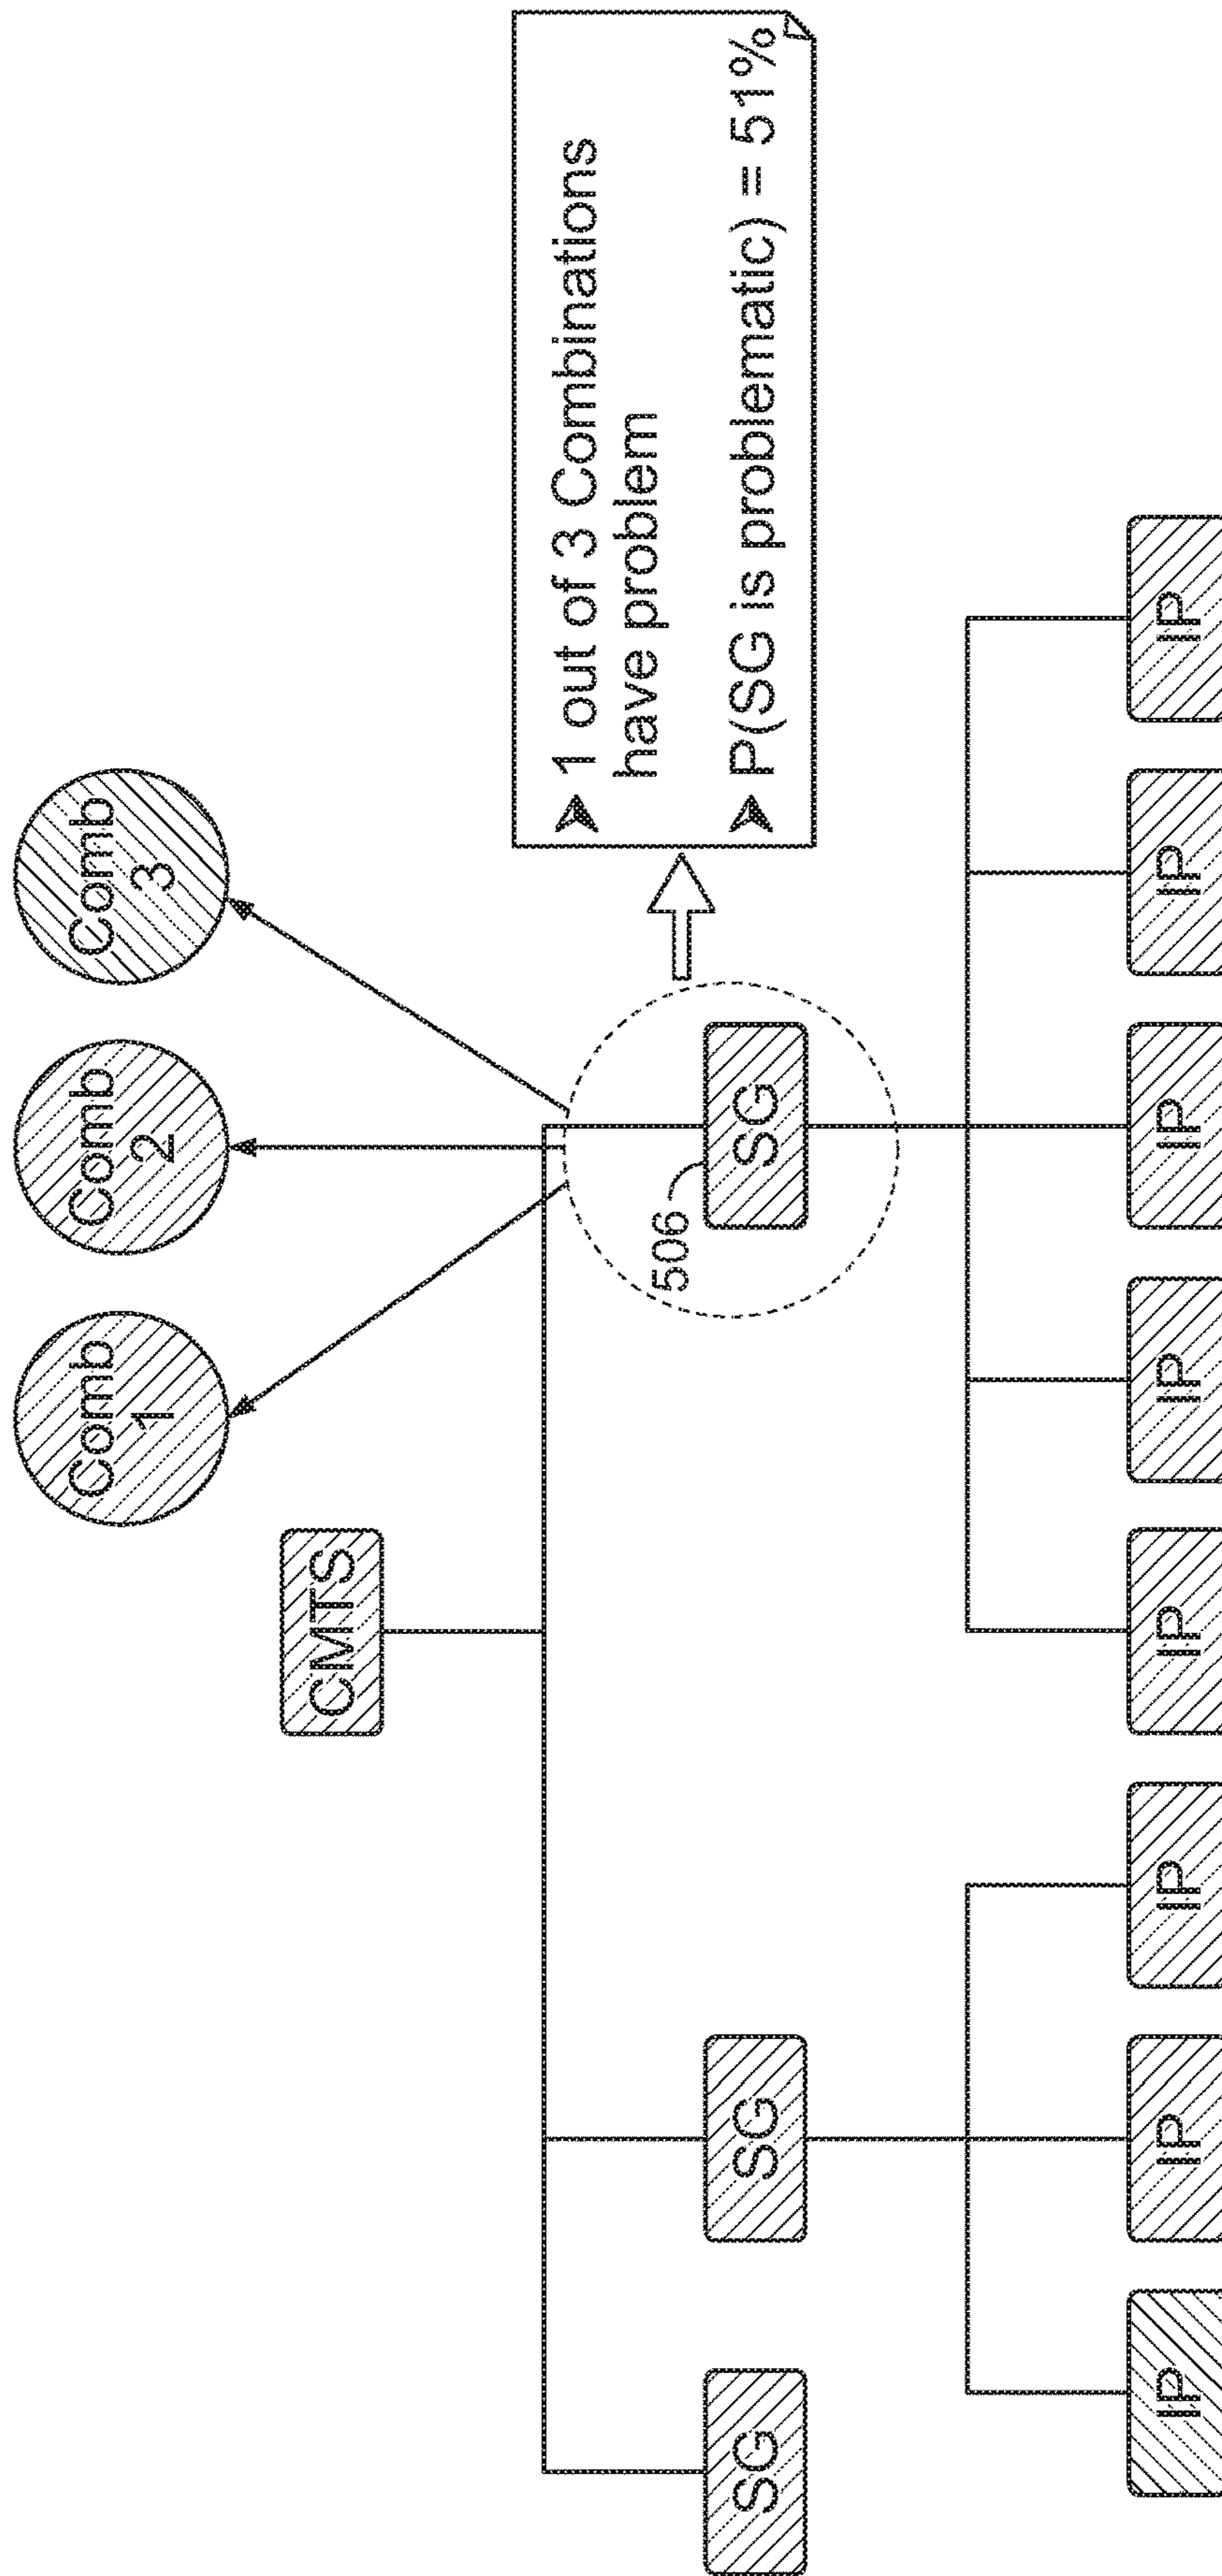 Comb
1
Comb
2
Comb
3
CMTS
➤ 1 out of 3 Combinations
have problem
➤ P(SG is problematic) = 51%
506
SG
SG
SG
IP
IP
IP
IP
IP
IP
IP
IP